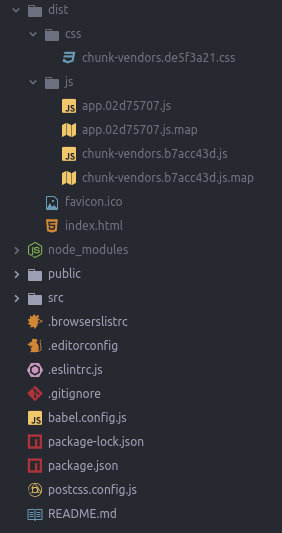 dist
css
chunk-vendors.de5f3a21.css
js
app.02d75707.js
app.02d75707.js.map
chunk-vendors.b7acc43d.js
chunk-vendors.b7acc43d.js.map
favicon.ico
index.html
node_modules
public
src
.browserslistrc
.editorconfig
.eslintrc.js
.gitignore
babel.config.js
package-lock.json
package.json
postcss.config.js
README.md